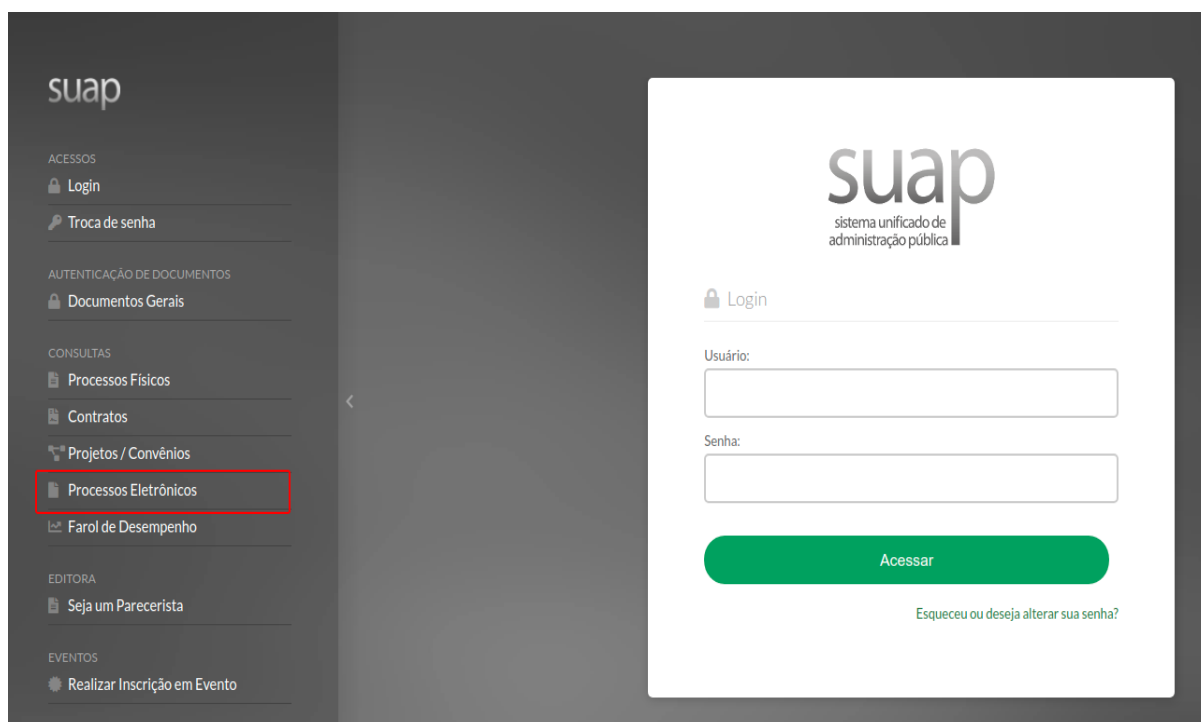 suap
ACESSOS
Login
Troca de senha
AUTENTICAÇÃO DE DOCUMENTOS
Documentos Gerais
CONSULTAS
Processos Físicos
Contratos
Projetos / Convênios
Processos Eletrônicos
Farol de Desempenho
EDITORA
Seja um Parecerista
EVENTOS
Realizar Inscrição em Evento
suap
sistema unificado de
administração pública
Login
Usuário:
Senha:
Acessar
Esqueceu ou deseja alterar sua senha?